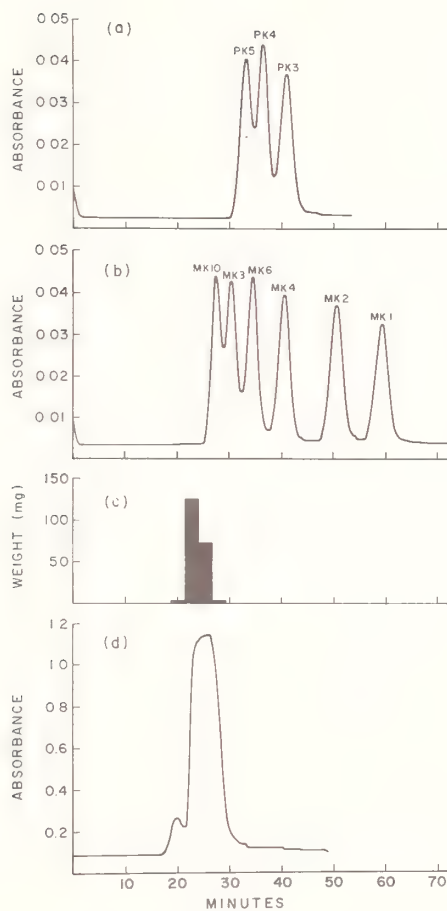 (a)
PK4
PK5
PK3
0.05
0.04
0.03
0.02
0.01
ABSORBANCE
(b)
MK10
MK3
MK6
MK4
MK2
MK1
0.05
0.04
0.03
0.02
0.01
ABSORBANCE
(c)
150
100
50
WEIGHT (mg)
(d)
1.2
1.0
0.8
0.6
0.4
0.2
ABSORBANCE
10 20 30 40 50 60 70
MINUTES